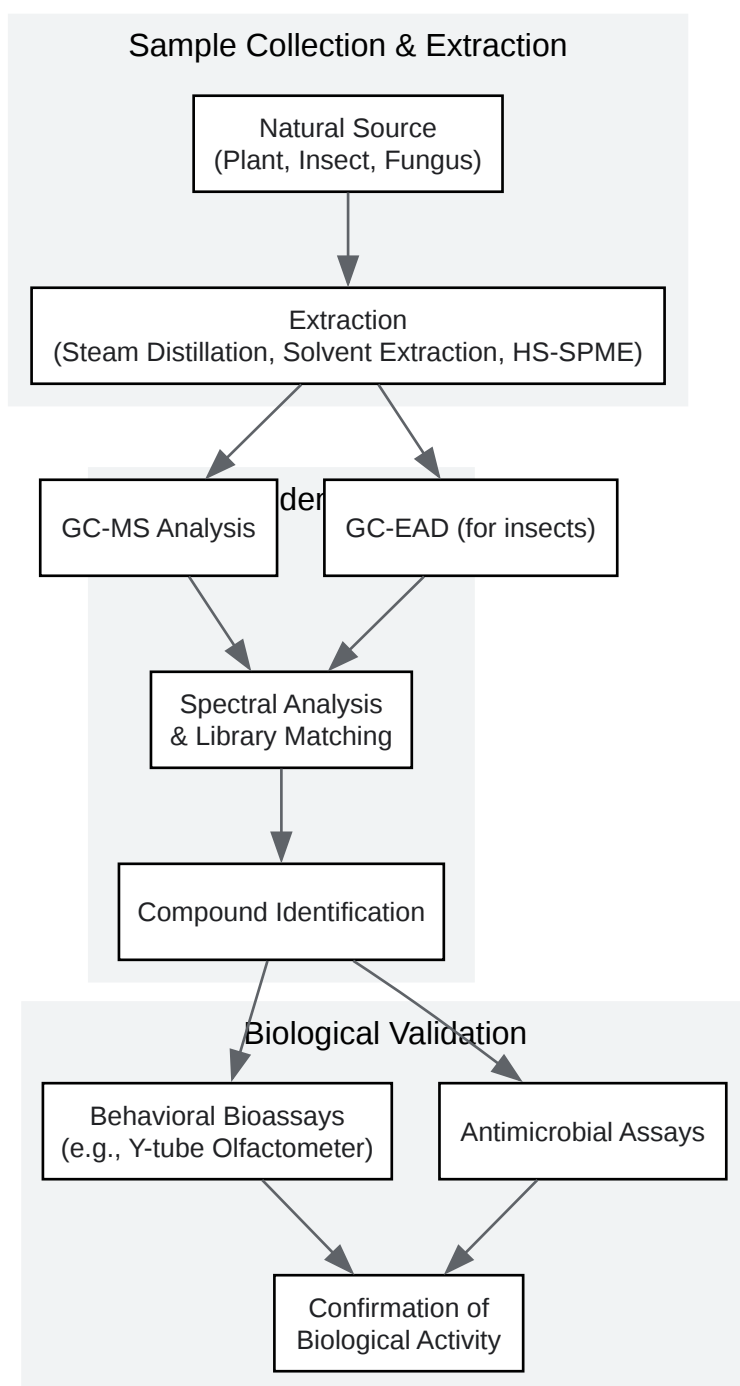 Sample Collection & Extraction
Natural Source
(Plant, Insect, Fungus)
Extraction
(Steam Distillation, Solvent Extraction, HS-SPME)
GC-MS Analysis
GC-EAD (for insects)
Spectral Analysis
& Library Matching
Compound Identification
Biological Validation
Behavioral Bioassays
(e.g., Y-tube Olfactometer)
Antimicrobial Assays
Confirmation of
Biological Activity